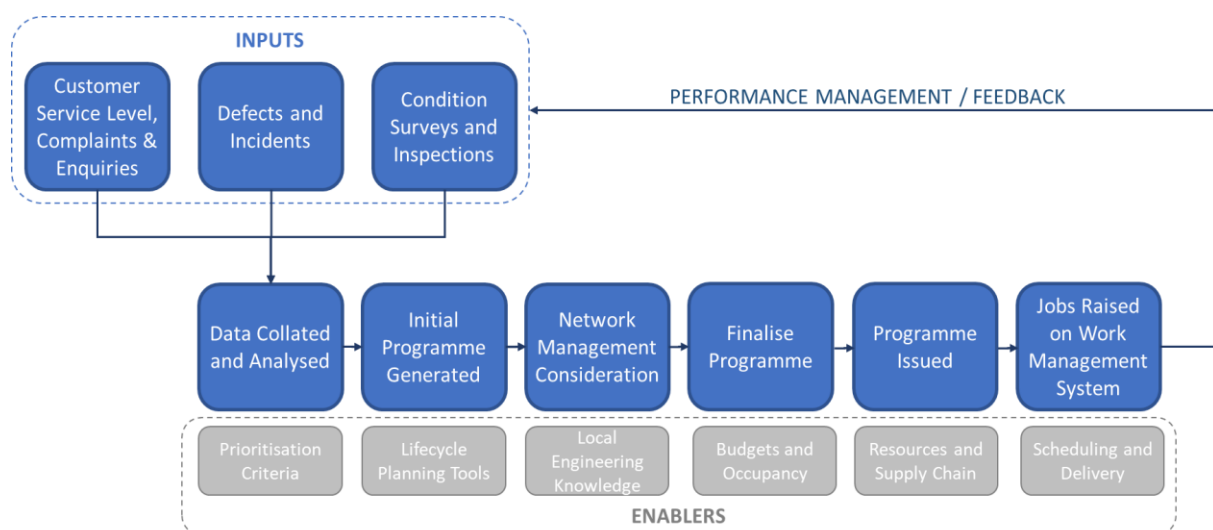 INPUTS
Customer
Service Level,
Complaints &
Enquiries
Defects and
Incidents
Condition
Surveys and
Inspections
PERFORMANCE MANAGEMENT / FEEDBACK
Data Collated
and Analysed
Initial
Programme
Generated
Network
Management
Consideration
Finalise
Programme
Programme
Issued
Jobs Raised
on Work
Management
System
Prioritisation
Criteria
Lifecycle
Planning Tools
Local
Engineering
Knowledge
Budgets and
Occupancy
Resources and
Supply Chain
Scheduling and
Delivery
ENABLERS